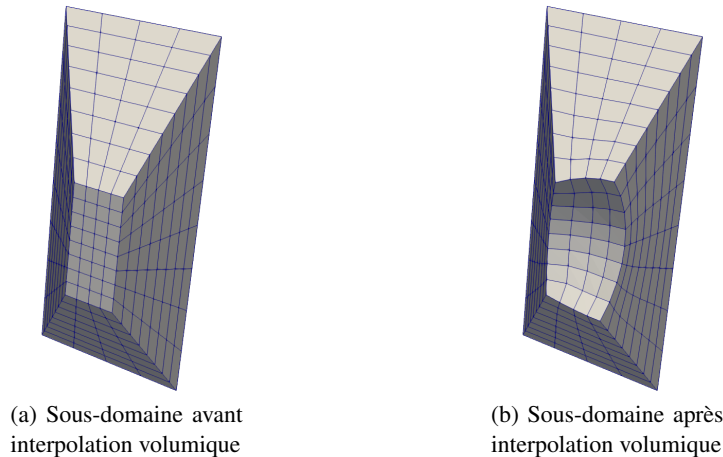 (a) Sous-domaine avant
interpolation volumique
(b) Sous-domaine après
interpolation volumique